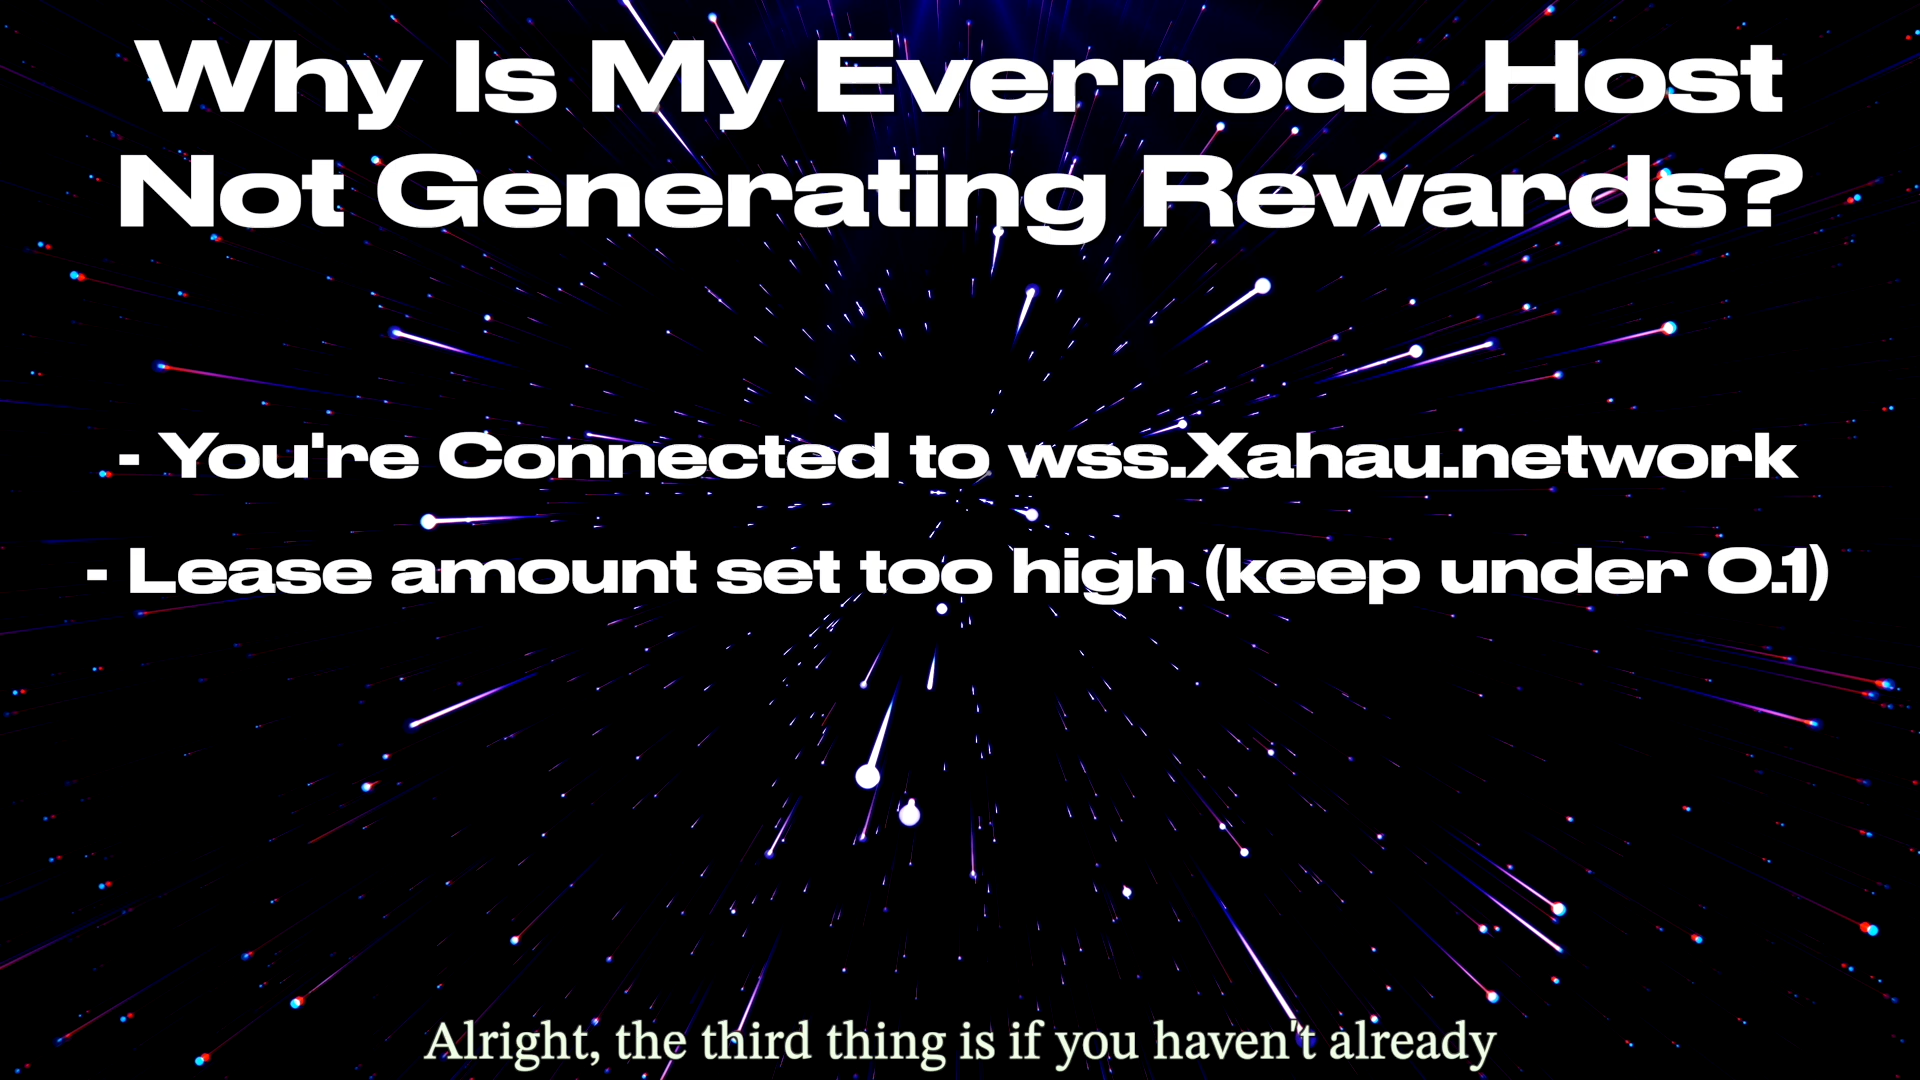 Why Is My Evernode Host
Not Generating Rewards?
- You're Connected to wss.Xahau.network
- Lease amount set too high (keep under 0.1)
Alright, the third thing is if you haven't already